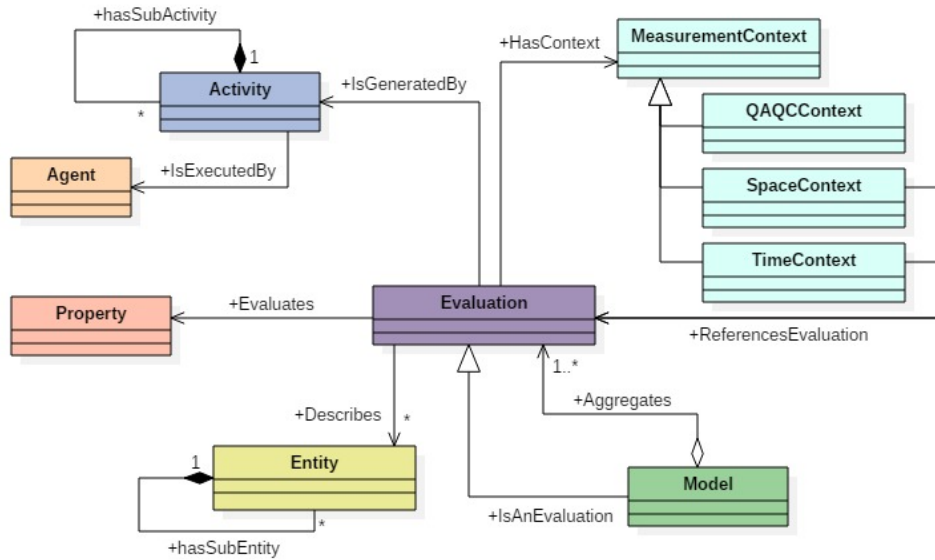 +hasSubActivity
MeasurementContext
+HasContext
1
Activity
+IsGeneratedBy
*
QAQCContext
Agent
+IsExecutedBy
SpaceContext
TimeContext
Property
+Evaluates
Evaluation
+ReferencesEvaluation
1..*
+Aggregates
+Describes
*
1
Entity
Model
*
+IsAnEvaluation
+hasSubEntity